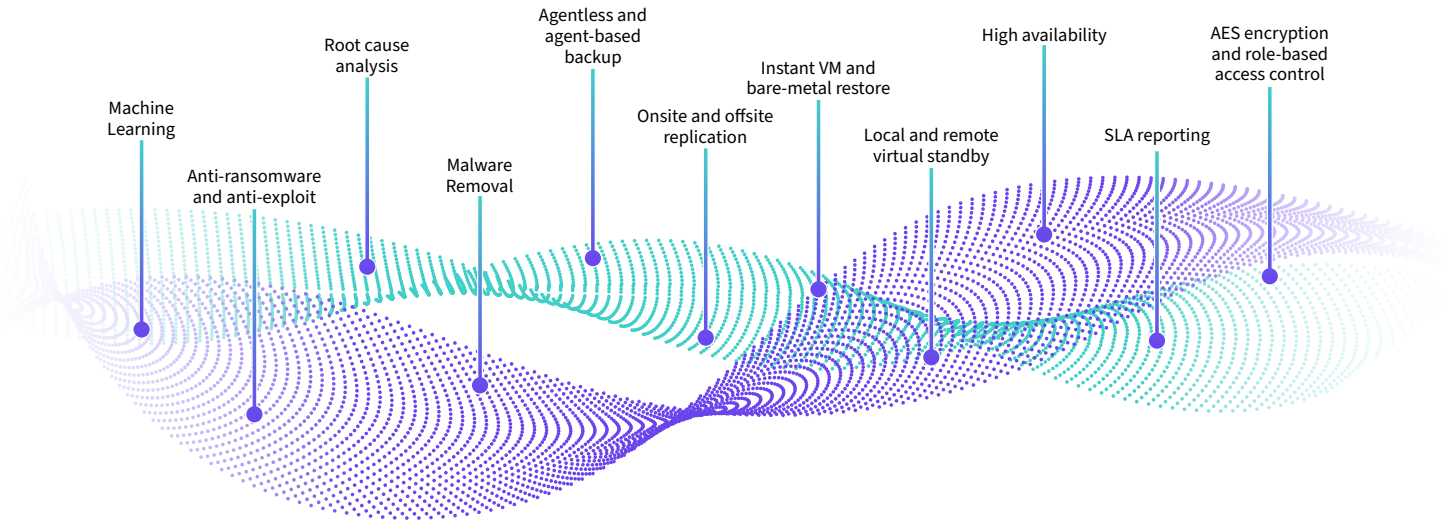 Machine
Learning
Anti-ransomware
and anti-exploit
Root cause
analysis
Malware
Removal
Agentless and
agent-based
backup
Onsite and offsite
replication
Instant VM and
bare-metal restore
Local and remote
virtual standby
High availability
SLA reporting
AES encryption
and role-based
access control